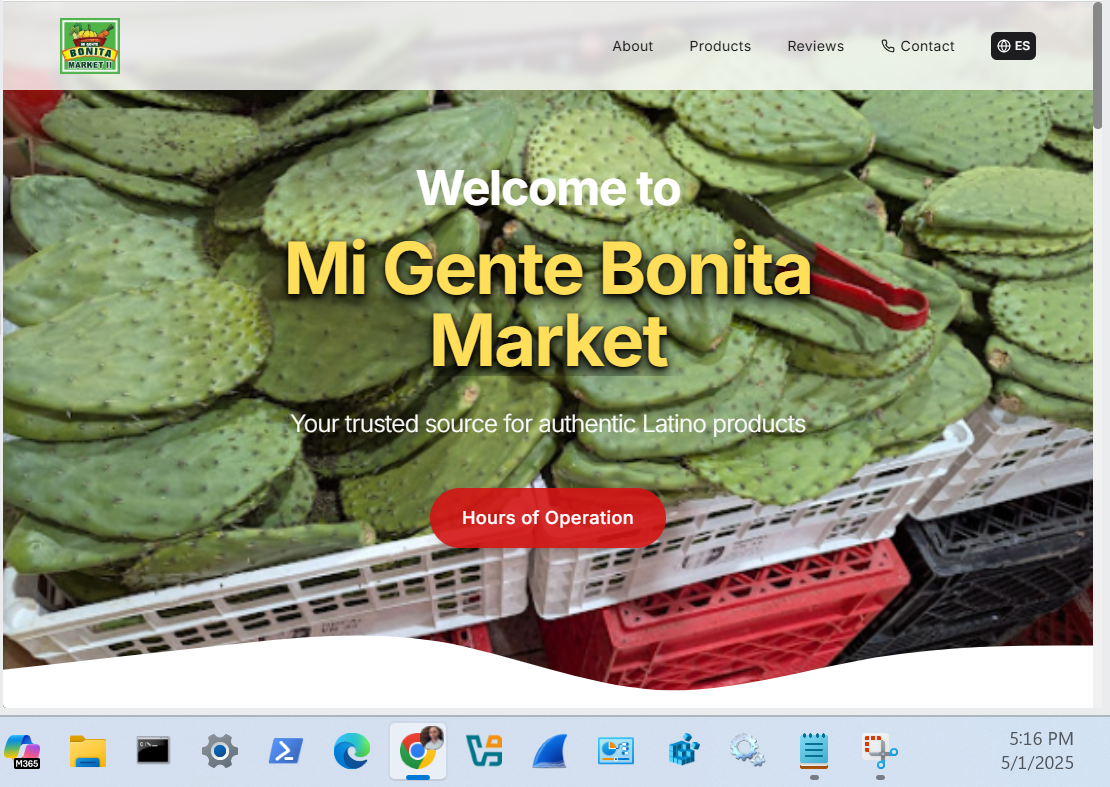 MI GENTE
BONITA
MARKET II
About
Products
Reviews
Contact
ES
Welcome to
Mi Gente Bonita
Market
Your trusted source for authentic Latino products
Hours of Operation
M365
5:16 PM
5/1/2025